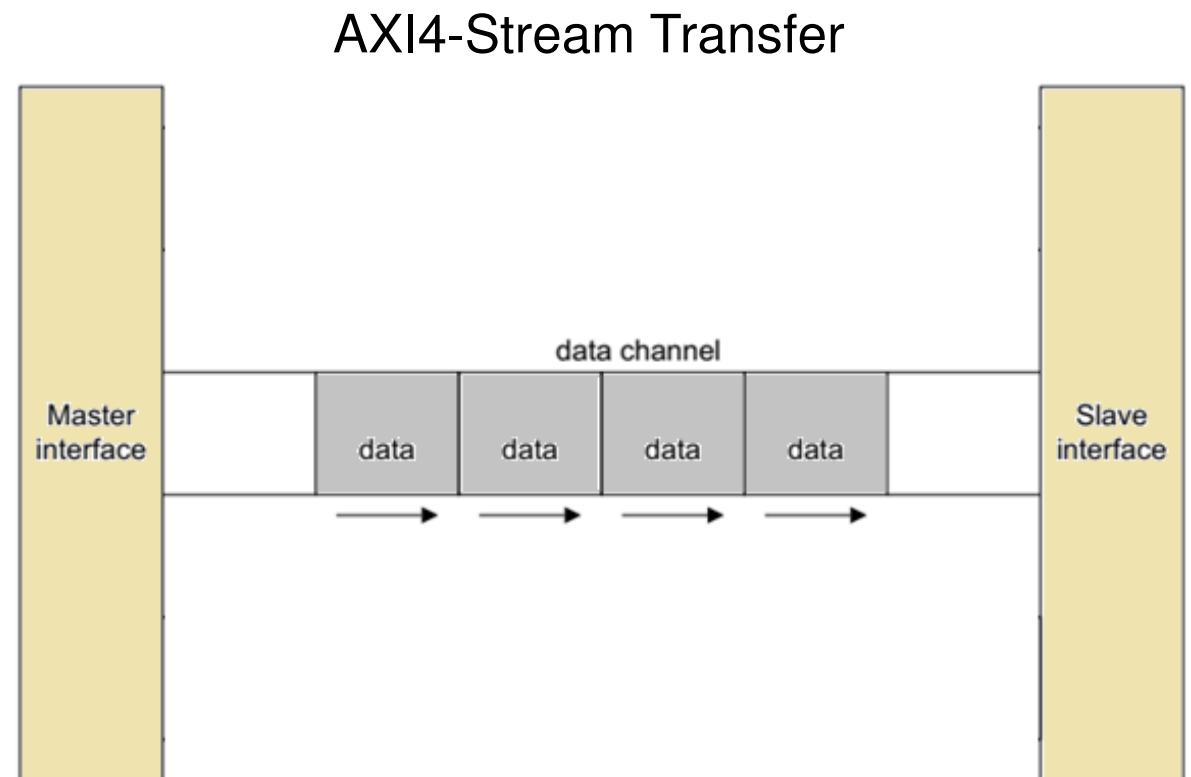 AXI4-Stream Transfer
data channel
Master
interface
data data data data
Slave
interface